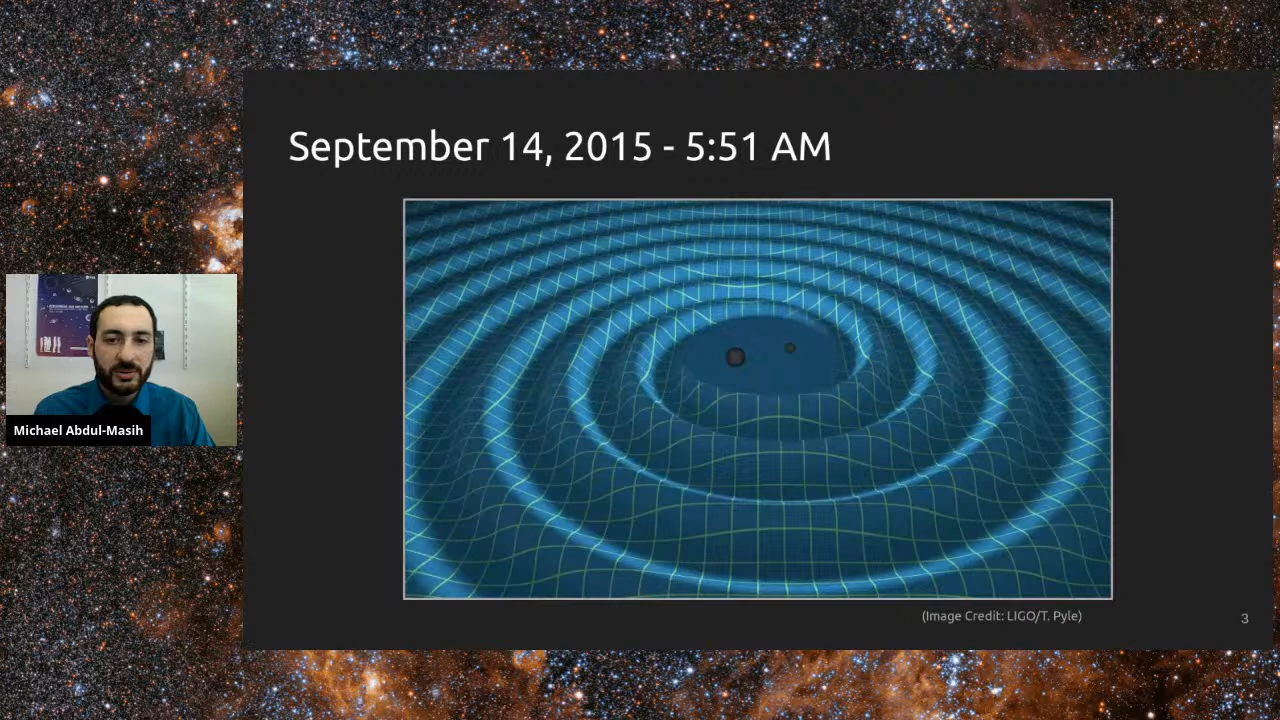 September 14, 2015 - 5:51 AM
Michael Abdul-Masih
(Image Credit: LIGO/T. Pyle)
3